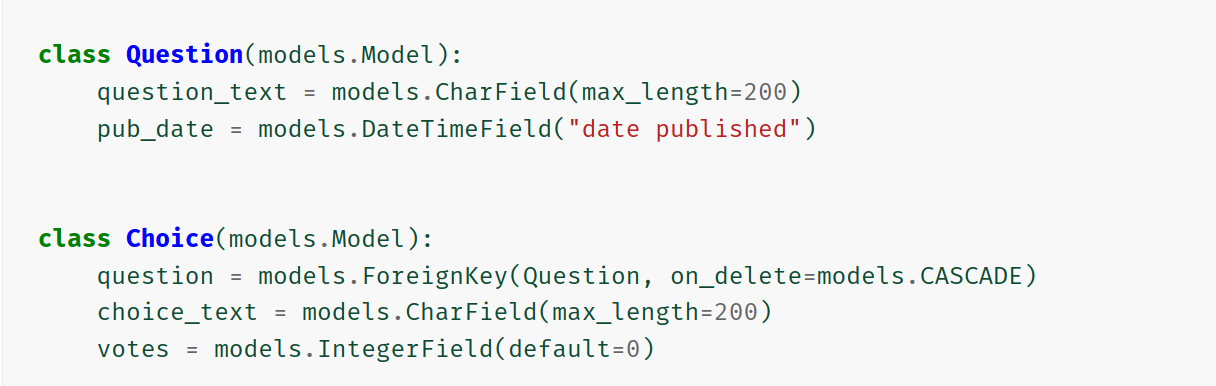 class Question(models.Model):
    question_text = models.CharField(max_length=200)
    pub_date = models.DateTimeField("date published")
class Choice(models.Model):
    question = models.ForeignKey(Question, on_delete=models.CASCADE)
    choice_text = models.CharField(max_length=200)
    votes = models.IntegerField(default=0)